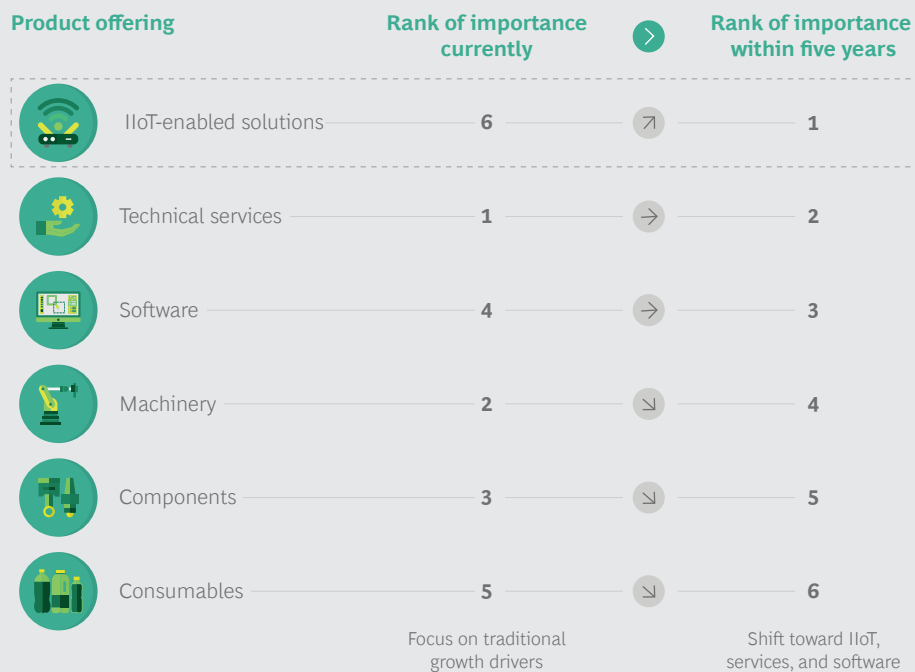 Product offering
Rank of importance
currently
Rank of importance
within five years
IIoT-enabled solutions 6 1
Technical services 1 2
Software 4 3
Machinery 2 4
Components 3 5
Consumables 5 6
Focus on traditional
growth drivers
Shift toward IIoT,
services, and software